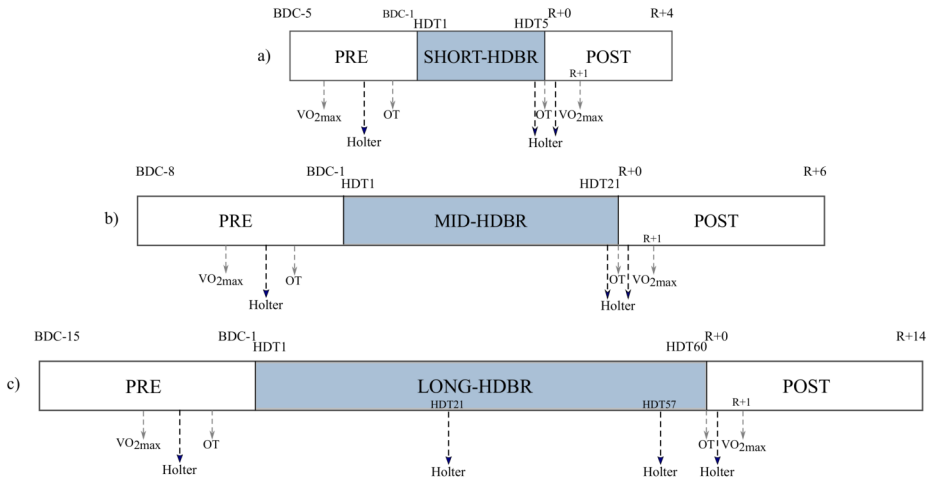 BDC-5 BDC-1 HDT1 HDT5 R+0 R+4
a) PRE SHORT-HDBR POST
R+1
VO2max OT OT VO2max
Holter Holter
BDC-8 BDC-1 HDT1 HDT21 R+0 R+6
b) PRE MID-HDBR POST
R+1
VO2max OT OT VO2max
Holter Holter
BDC-15 BDC-1 HDT1 HDT60 R+0 R+14
c) PRE LONG-HDBR POST
HDT21 HDT57 R+1
VO2max OT OT VO2max
Holter Holter Holter Holter